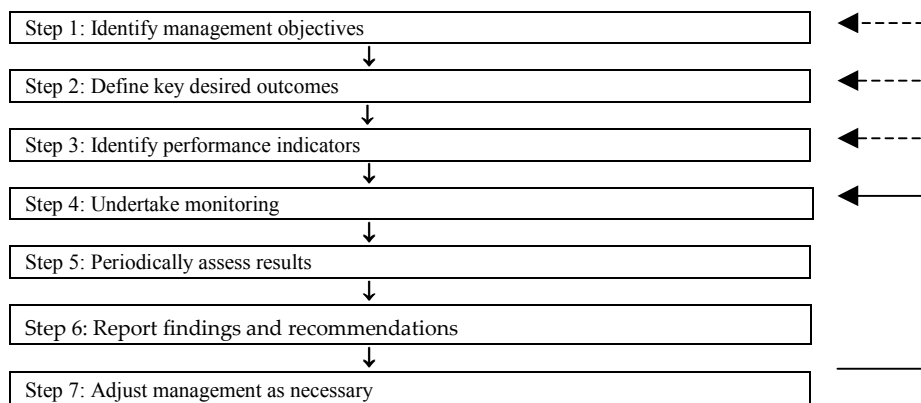 Step 1: Identify management objectives
Step 2: Define key desired outcomes
Step 3: Identify performance indicators
Step 4: Undertake monitoring
Step 5: Periodically assess results
Step 6: Report findings and recommendations
Step 7: Adjust management as necessary